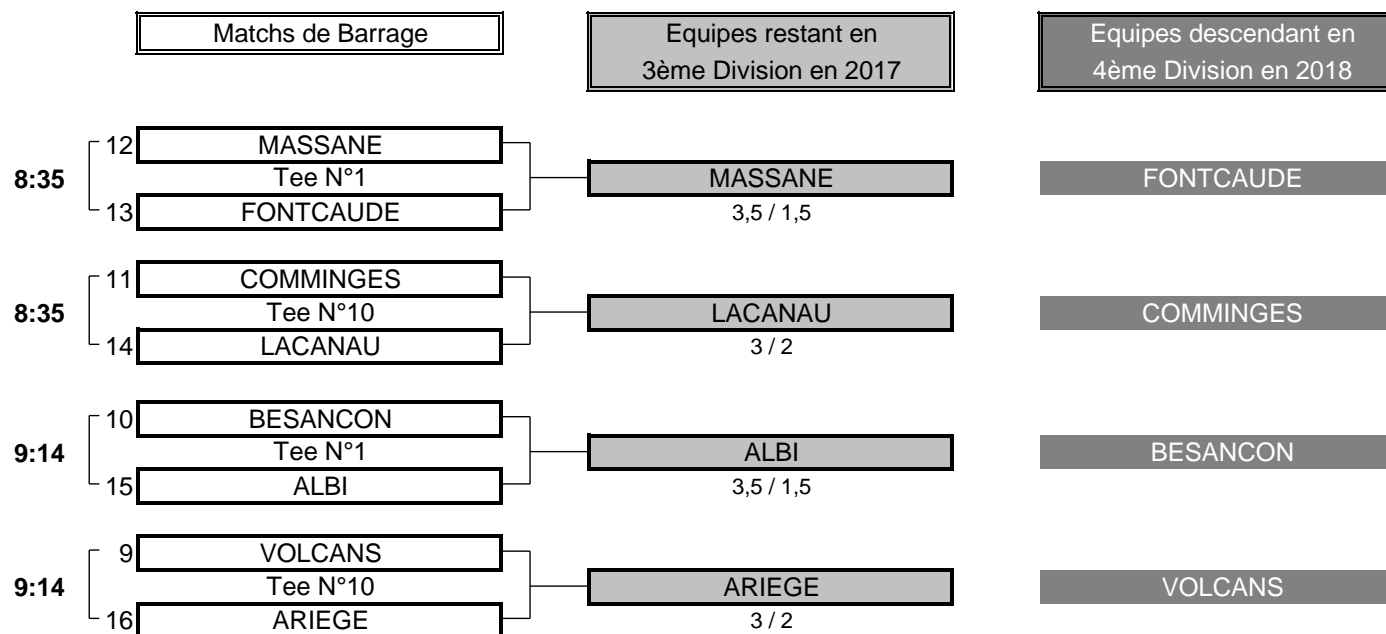 Matchs de Barrage
Equipes restant en
3ème Division en 2017
Equipes descendant en
4ème Division en 2018
8:35
12 MASSANE
Tee N°1
13 FONTCAUDE
MASSANE
3,5 / 1,5
FONTCAUDE
8:35
11 COMMINGES
Tee N°10
14 LACANAU
LACANAU
3 / 2
COMMINGES
9:14
10 BESANCON
Tee N°1
15 ALBI
ALBI
3,5 / 1,5
BESANCON
9:14
9 VOLCANS
Tee N°10
16 ARIEGE
ARIEGE
3 / 2
VOLCANS